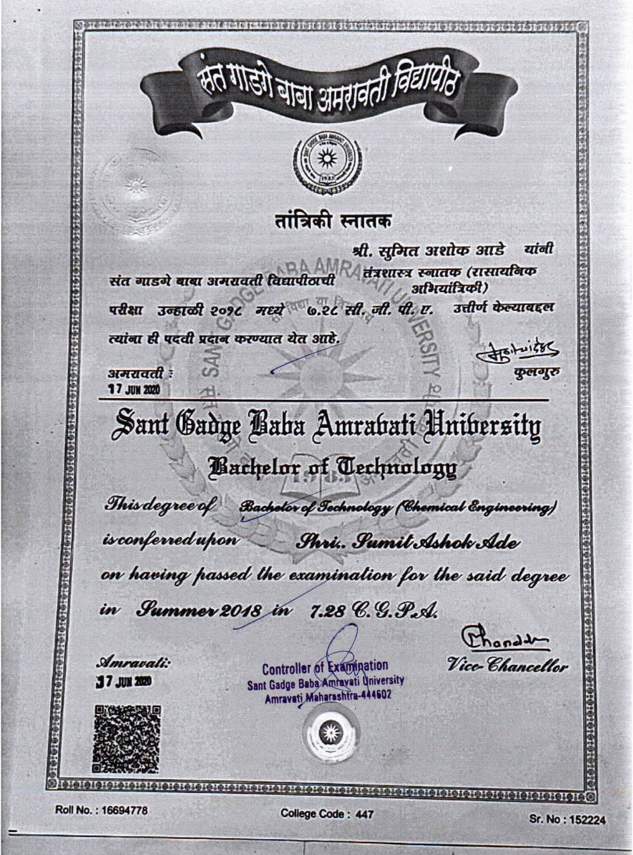 संत गाडगे बाबा अमरावती विद्यापीठ
तांत्रिकी स्नातक
श्री. सुमित अशोक आडे यांनी
संत गाडगे बाबा अमरावती विद्यापीठाची तंत्रशास्त्र स्नातक (रासायनिक अभियांत्रिकी)
परीक्षा उन्हाळी २०१८ मध्ये ७.२८ सी. जी. पी. ए. उत्तीर्ण केल्याबद्दल
त्यांना ही पदवी प्रदान करण्यात येत आहे.
अमरावती :
17 JUN 2020
कुलगुरु
Sant Gadge Baba Amravati University
Bachelor of Technology
This degree of Bachelor of Technology (Chemical Engineering)
is conferred upon Shri.. Sumit Ashok Ade
on having passed the examination for the said degree
in Summer 2018 in 7.28 C.G.P.A.
Amravati:
17 JUN 2020
Controller of Examination
Sant Gadge Baba Amravati University
Amravati Maharashtra-444602
Vice-Chancellor
Roll No. : 16694778
College Code : 447
Sr. No : 152224